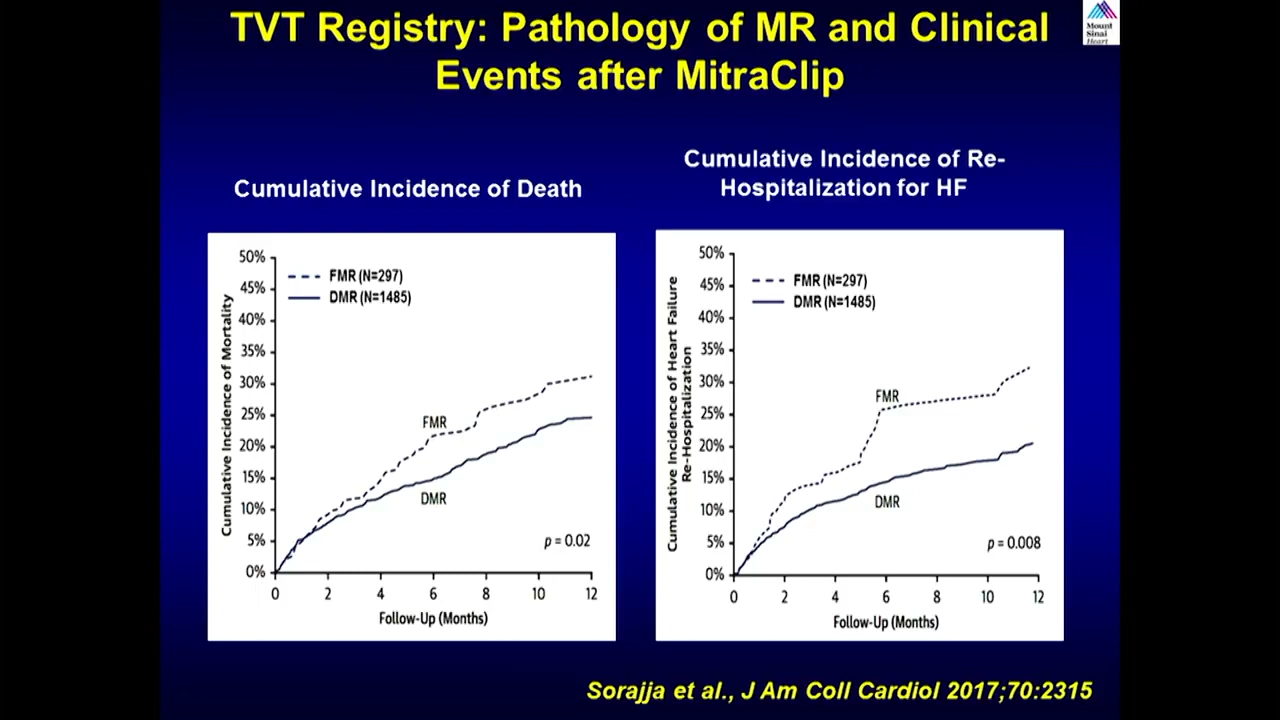 TVT Registry: Pathology of MR and Clinical
Events after MitraClip
Mount
Sinai
Heart
Cumulative Incidence of Death
Cumulative Incidence of Re-
Hospitalization for HF
Cumulative Incidence of Mortality
50%
45%
40%
35%
30%
25%
20%
15%
10%
5%
0%
FMR (N=297)
DMR (N=1485)
FMR
DMR
p = 0.02
0 2 4 6 8 10 12
Follow-Up (Months)
Cumulative Incidence of Heart Failure
Re-Hospitalization
50%
45%
40%
35%
30%
25%
20%
15%
10%
5%
0%
FMR (N=297)
DMR (N=1485)
FMR
DMR
p = 0.008
0 2 4 6 8 10 12
Follow-Up (Months)
Sorajja et al., J Am Coll Cardiol 2017;70:2315